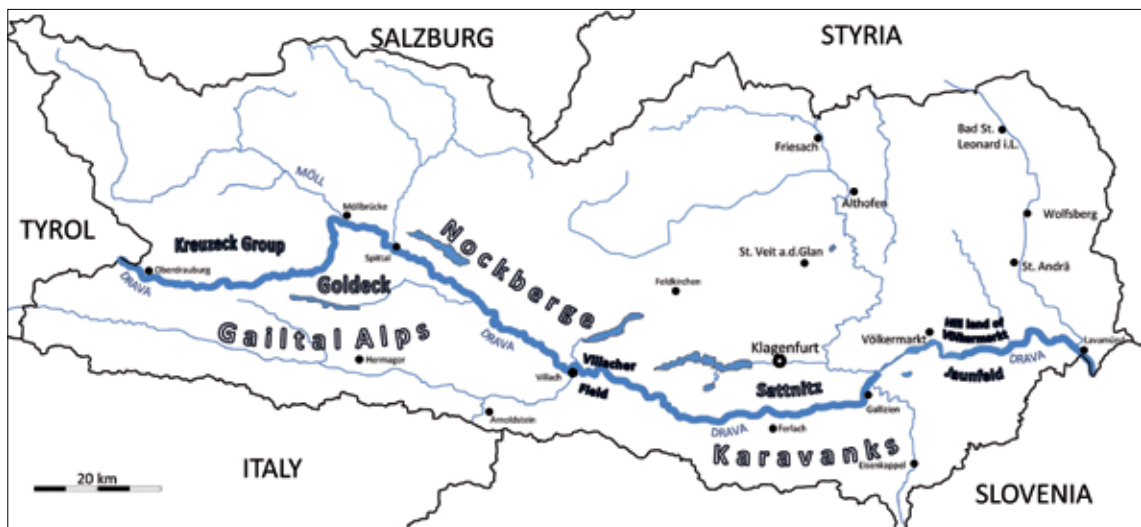 SALZBURG
STYRIA
Bad St.
Leonard i.L.
Friesach
MÖLL
Althofen
Möllbrücke
Wolfsberg
TYROL
Kreuzeck Group
Nockberge
Spittal
St. Veit a.d.Glan
St. Andrä
Oberdrauburg
DRAVA
Goldeck
Feldkirchen
Gailtal Alps
DRAVA
Hill land of
Völkermarkt
Völkermarkt
Klagenfurt
Lavamünd
Hermagor
Villacher
Field
DRAVA
Villach
Sattnitz
Jaunfeld
Gallizien
Arnoldstein
DRAVA
Ferlach
Karavanks
ITALY
Eisenkappel
20 km
SLOVENIA